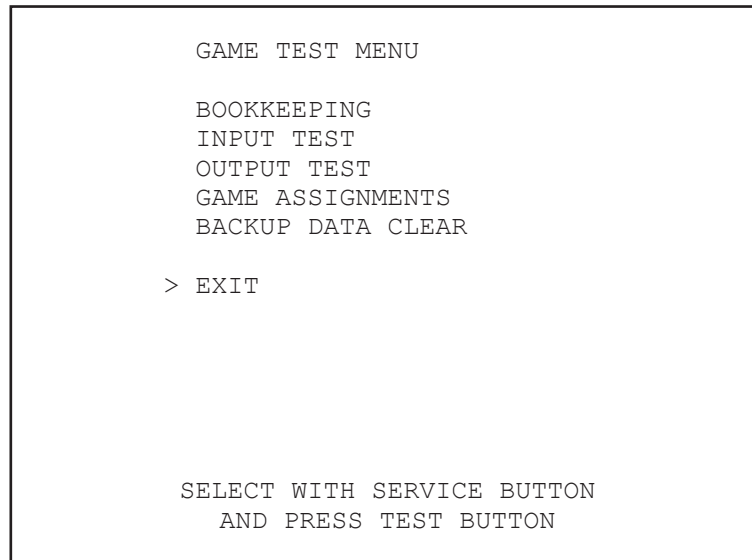 GAME TEST MENU
BOOKKEEPING
INPUT TEST
OUTPUT TEST
GAME ASSIGNMENTS
BACKUP DATA CLEAR
> EXIT
SELECT WITH SERVICE BUTTON
AND PRESS TEST BUTTON